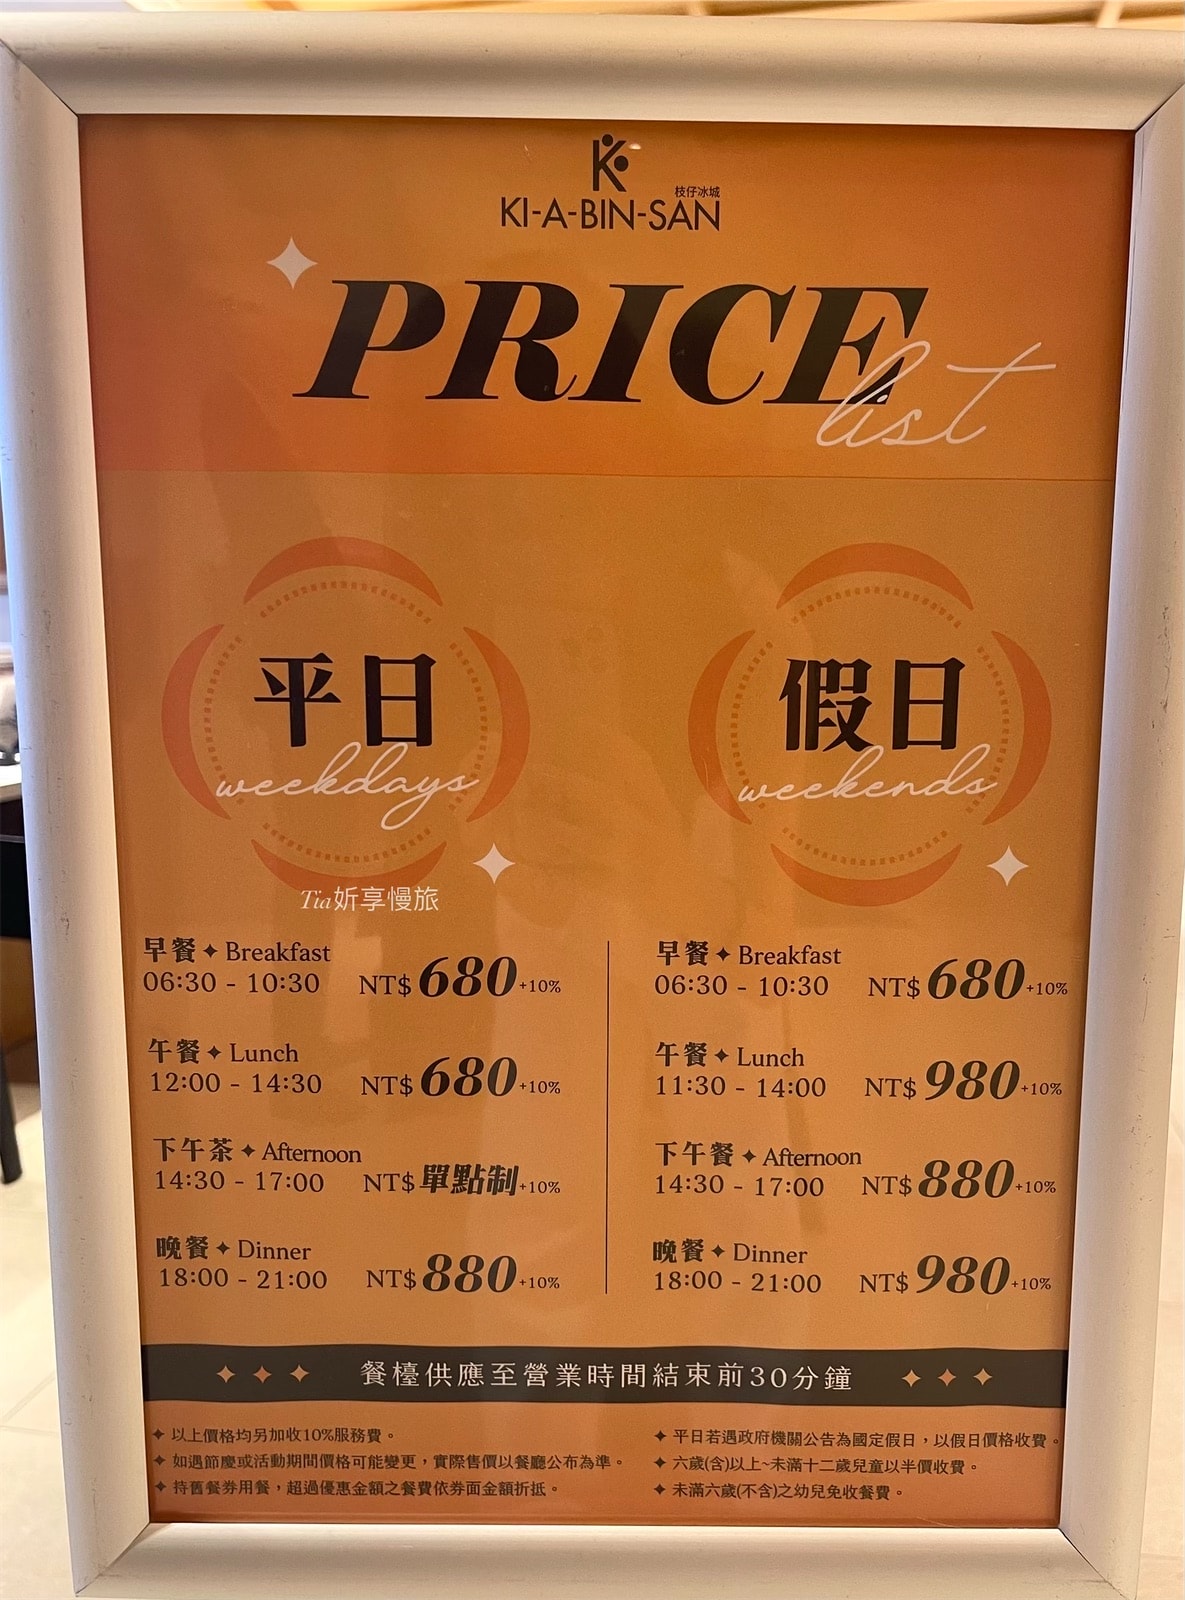 K
枝仔冰城
KI-A-BIN-SAN
PRICE
list
平日
weekdays
Tia妡享慢旅
早餐✦Breakfast
06:30 - 10:30 NT$680+10%
午餐✦Lunch
12:00 - 14:30 NT$680+10%
下午茶✦Afternoon
14:30 - 17:00 NT$單點制+10%
晚餐✦Dinner
18:00 - 21:00 NT$880+10%
假日
weekends
早餐✦Breakfast
06:30 - 10:30 NT$680+10%
午餐✦Lunch
11:30 - 14:00 NT$980+10%
下午餐✦Afternoon
14:30 - 17:00 NT$880+10%
晚餐✦Dinner
18:00 - 21:00 NT$980+10%
餐檯供應至營業時間結束前30分鐘
✦以上價格均另加收10%服務費。
✦如遇節慶或活動期間價格可能變更，實際售價以餐廳公布為準。
✦持舊餐券用餐，超過優惠金額之餐費依券面金額折抵。
✦平日若遇政府機關公告為國定假日，以假日價格收費。
✦六歲(含)以上~未滿十二歲兒童以半價收費。
✦未滿六歲(不含)之幼兒免收餐費。